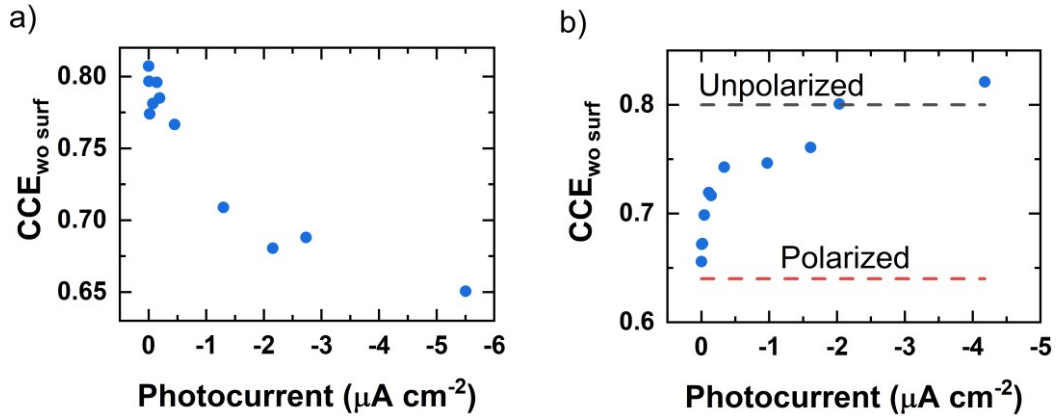 a)
CCE_wo surf
0.80
0.75
0.70
0.65
0 -1 -2 -3 -4 -5 -6
Photocurrent (μA cm⁻²)
b)
CCE_wo surf
0.8
0.7
0.6
Unpolarized
Polarized
0 -1 -2 -3 -4 -5
Photocurrent (μA cm⁻²)